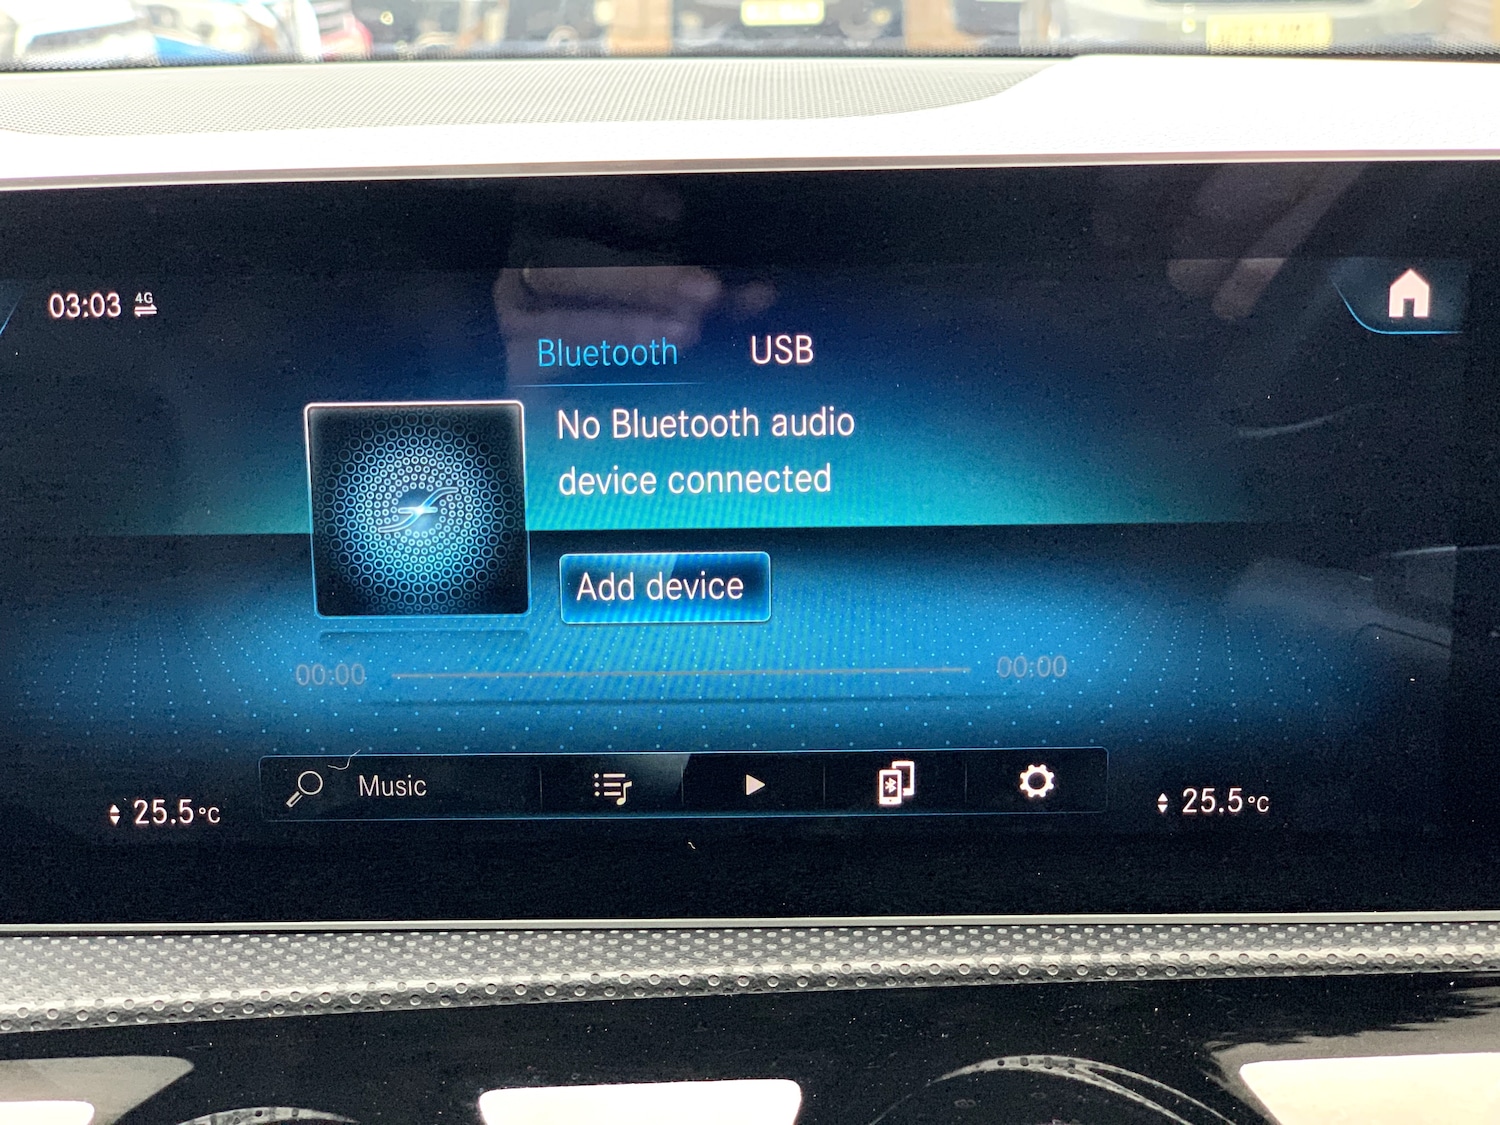 03:03 4G
Bluetooth USB
No Bluetooth audio
device connected
Add device
00:00 00:00
Music
25.5°C 25.5°C